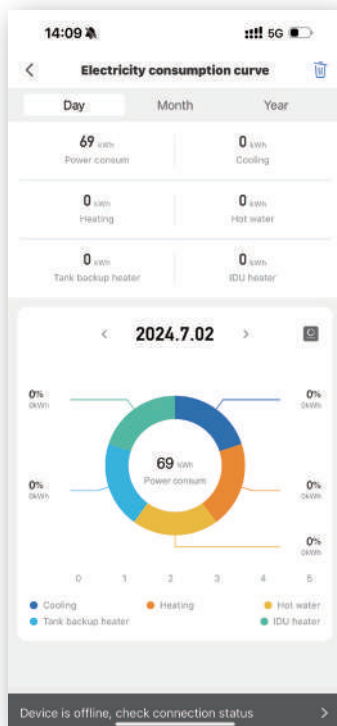 14:09
5G
Electricity consumption curve
Day Month Year
69 kWh 0 kWh
Power consum Cooling
0 kWh 0 kWh
Heating Hot water
0 kWh 0 kWh
Tank backup heater IDU heater
2024.7.02
0% 0%
0kWh 0kWh
69 kWh
Power consum
0% 0%
0kWh 0kWh
0%
0kWh
0 1 2 3 4 5
Cooling Heating Hot water
Tank backup heater IDU heater
Device is offline, check connection status